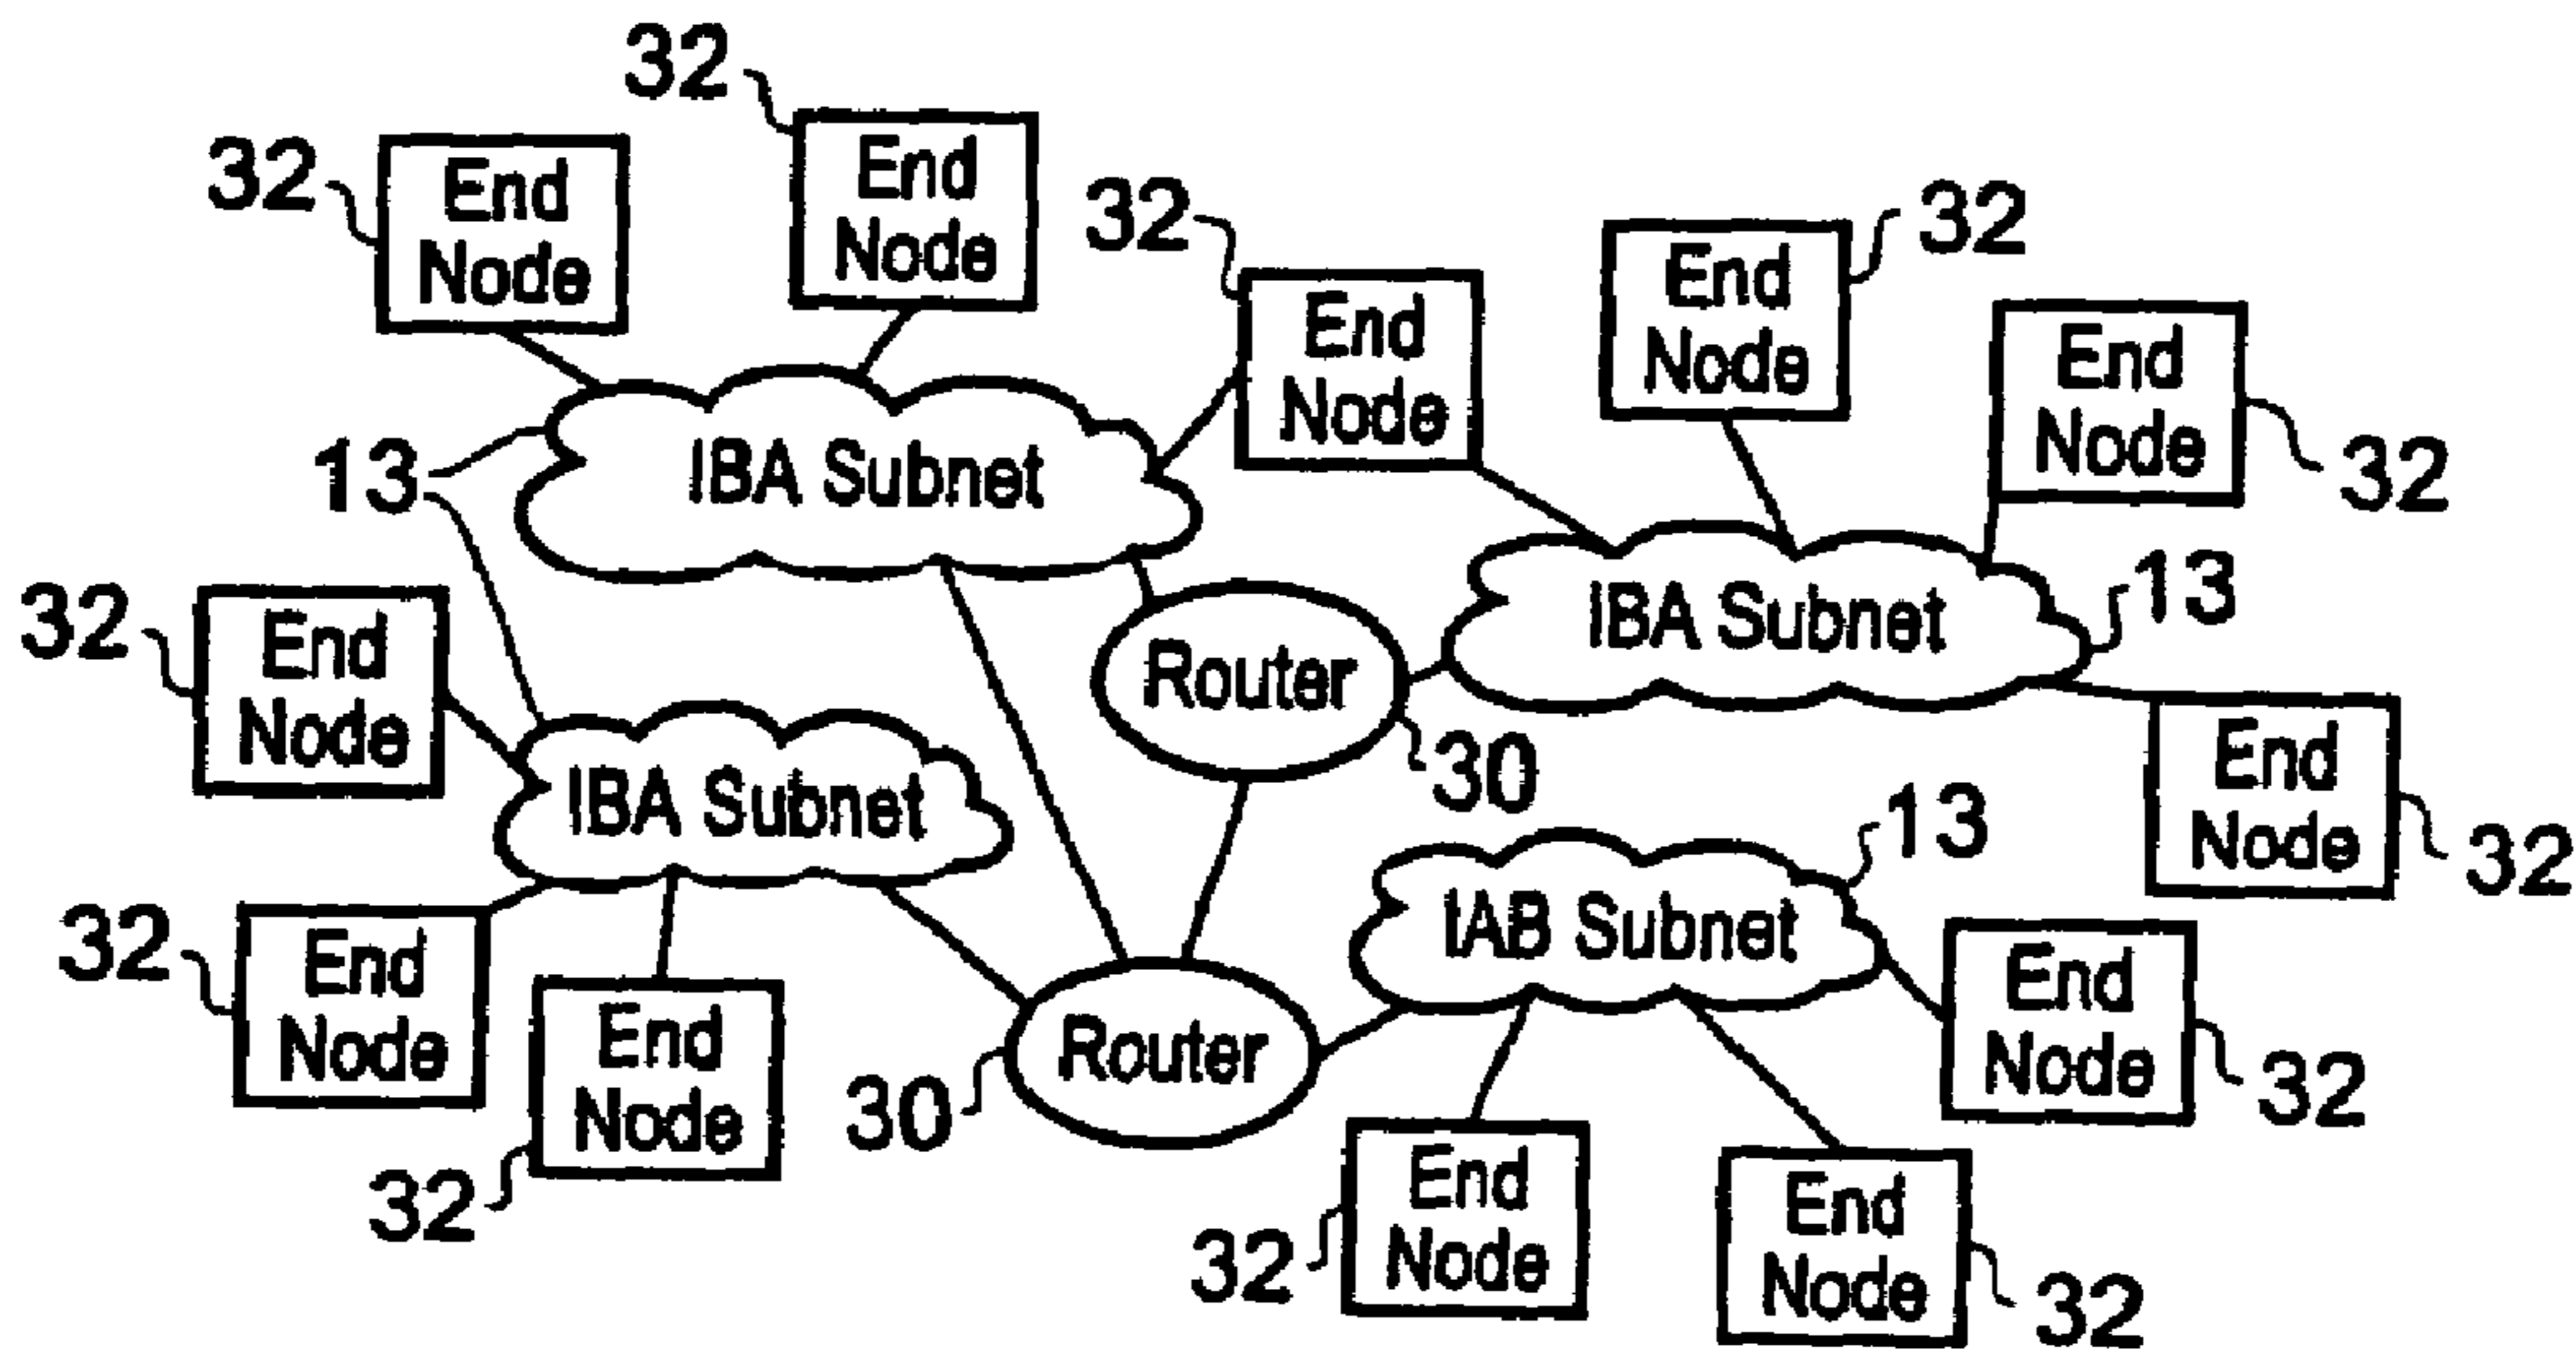 32
End
Node
32
End
Node
32
End
Node
End
Node
32
End
Node
32
13
IBA Subnet
32
End
Node
IBA Subnet
13
Router
30
End
Node
32
IBA Subnet
13
IAB Subnet
32
End
Node
End
Node
32
30
Router
End
Node
32
32
End
Node
End
Node
32